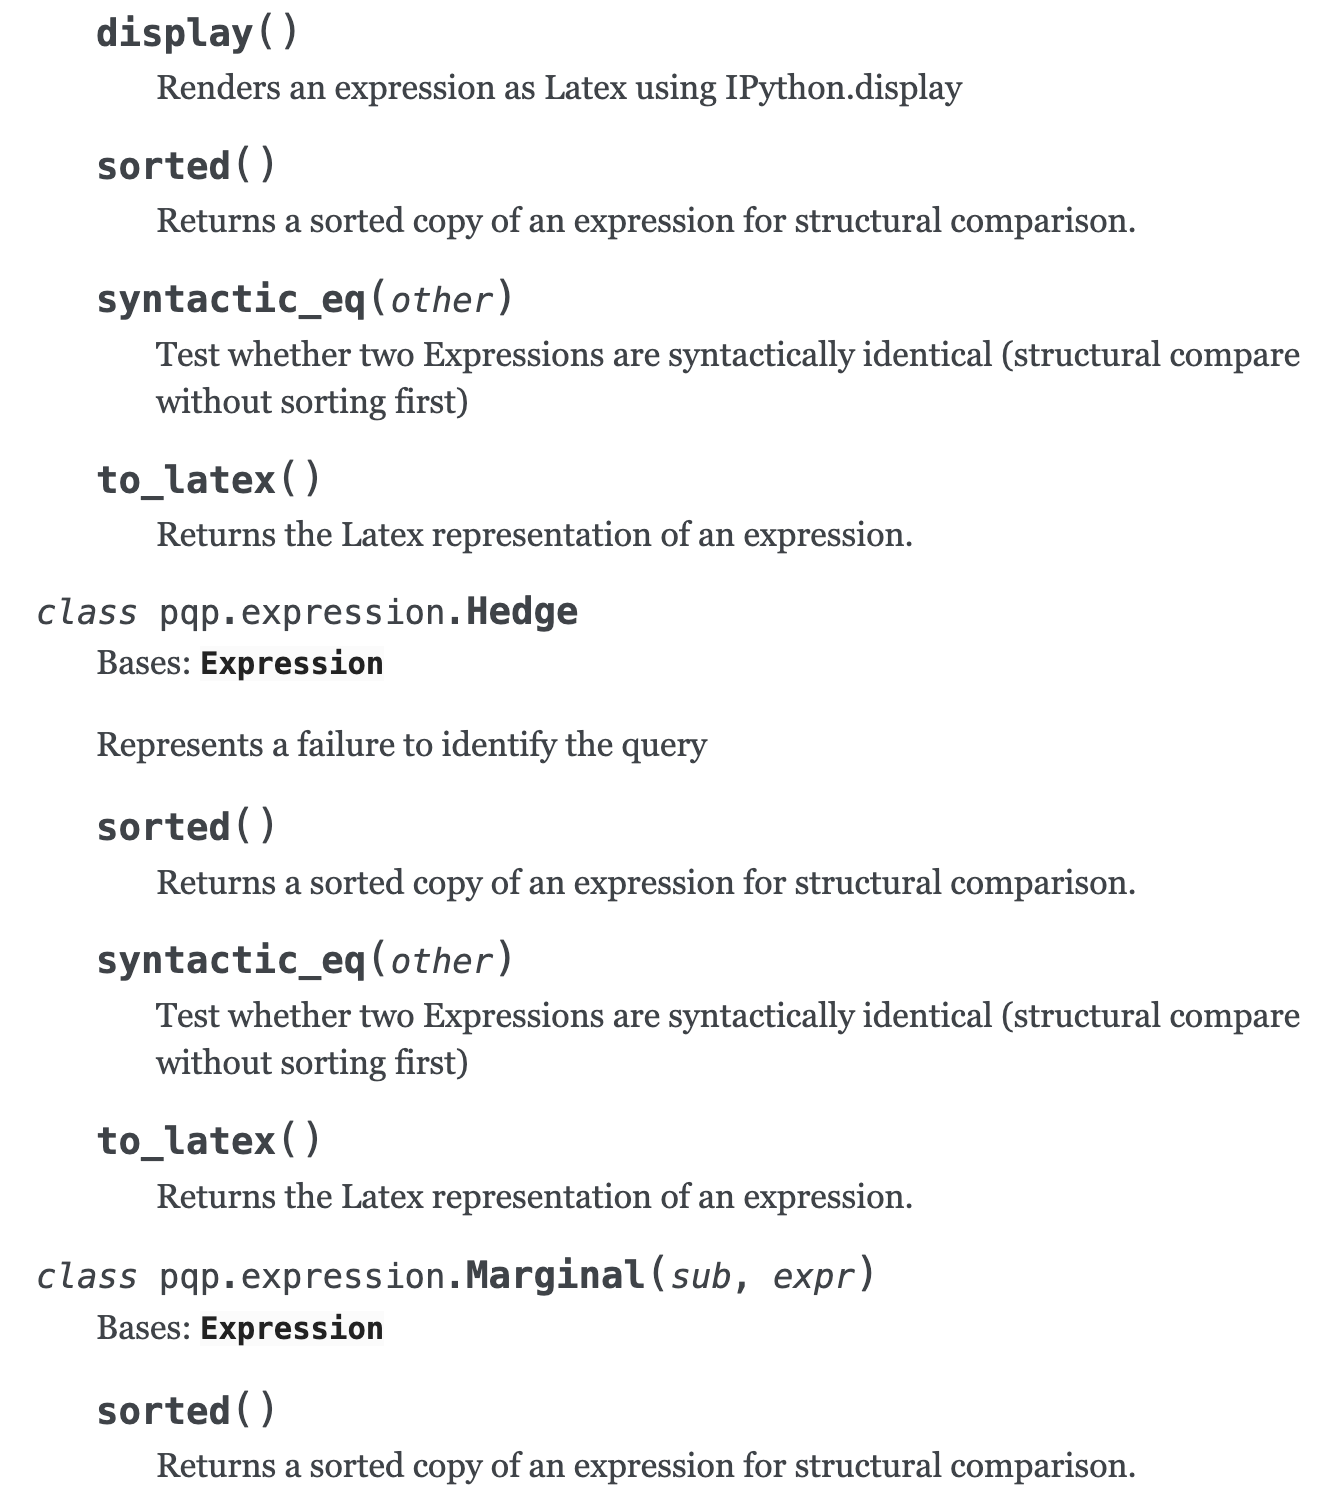 display()
Renders an expression as Latex using IPython.display
sorted()
Returns a sorted copy of an expression for structural comparison.
syntactic_eq(other)
Test whether two Expressions are syntactically identical (structural compare
without sorting first)
to_latex()
Returns the Latex representation of an expression.
class pqp.expression.Hedge
Bases: Expression
Represents a failure to identify the query
sorted()
Returns a sorted copy of an expression for structural comparison.
syntactic_eq(other)
Test whether two Expressions are syntactically identical (structural compare
without sorting first)
to_latex()
Returns the Latex representation of an expression.
class pqp.expression.Marginal(sub, expr)
Bases: Expression
sorted()
Returns a sorted copy of an expression for structural comparison.